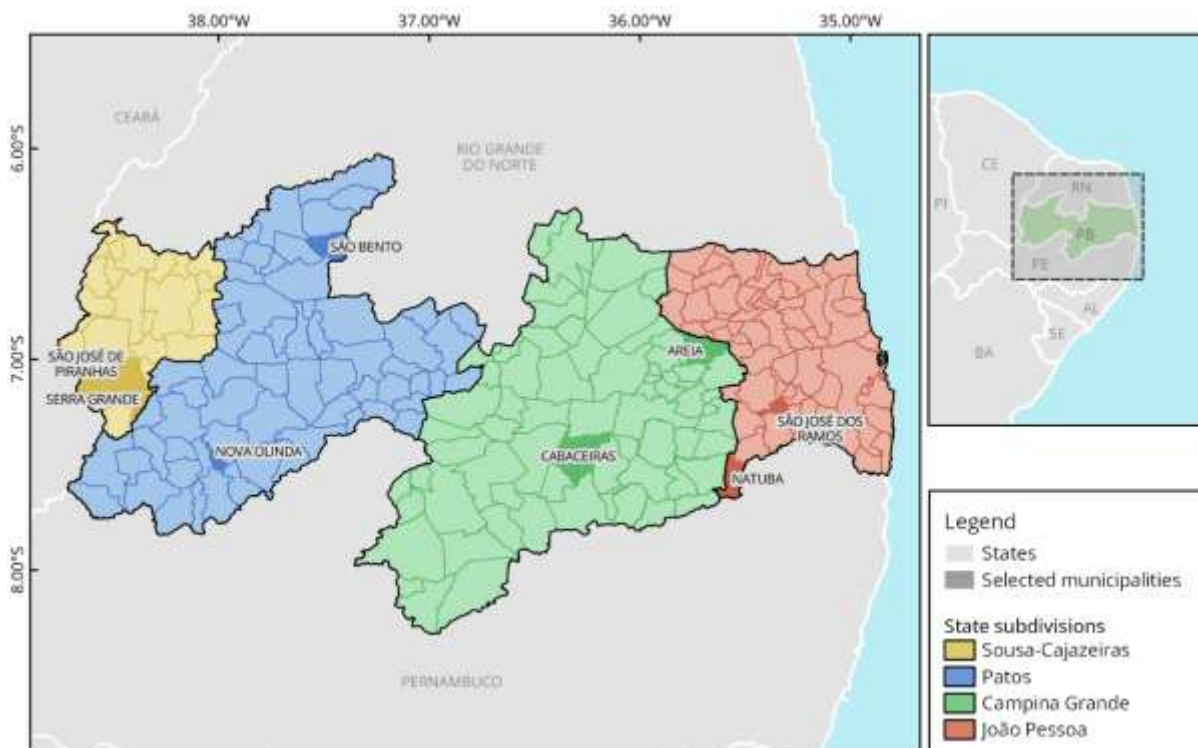 38.00°W
37.00°W
36.00°W
35.00°W
6.00°S
7.00°S
8.00°S
CEARÁ
RIO GRANDE
DO NORTE
SÃO BENTO
SÃO JOSÉ DE
PIRANHAS
SERRA GRANDE
NOVA OLINDA
AREIA
CABACEIRAS
SÃO JOSÉ DOS
RAMOS
NATUBA
PERNAMBUCO
CE
RN
PI
PB
PE
AL
SE
BA
Legend
States
Selected municipalities
State subdivisions
Sousa-Cajazeiras
Patos
Campina Grande
João Pessoa